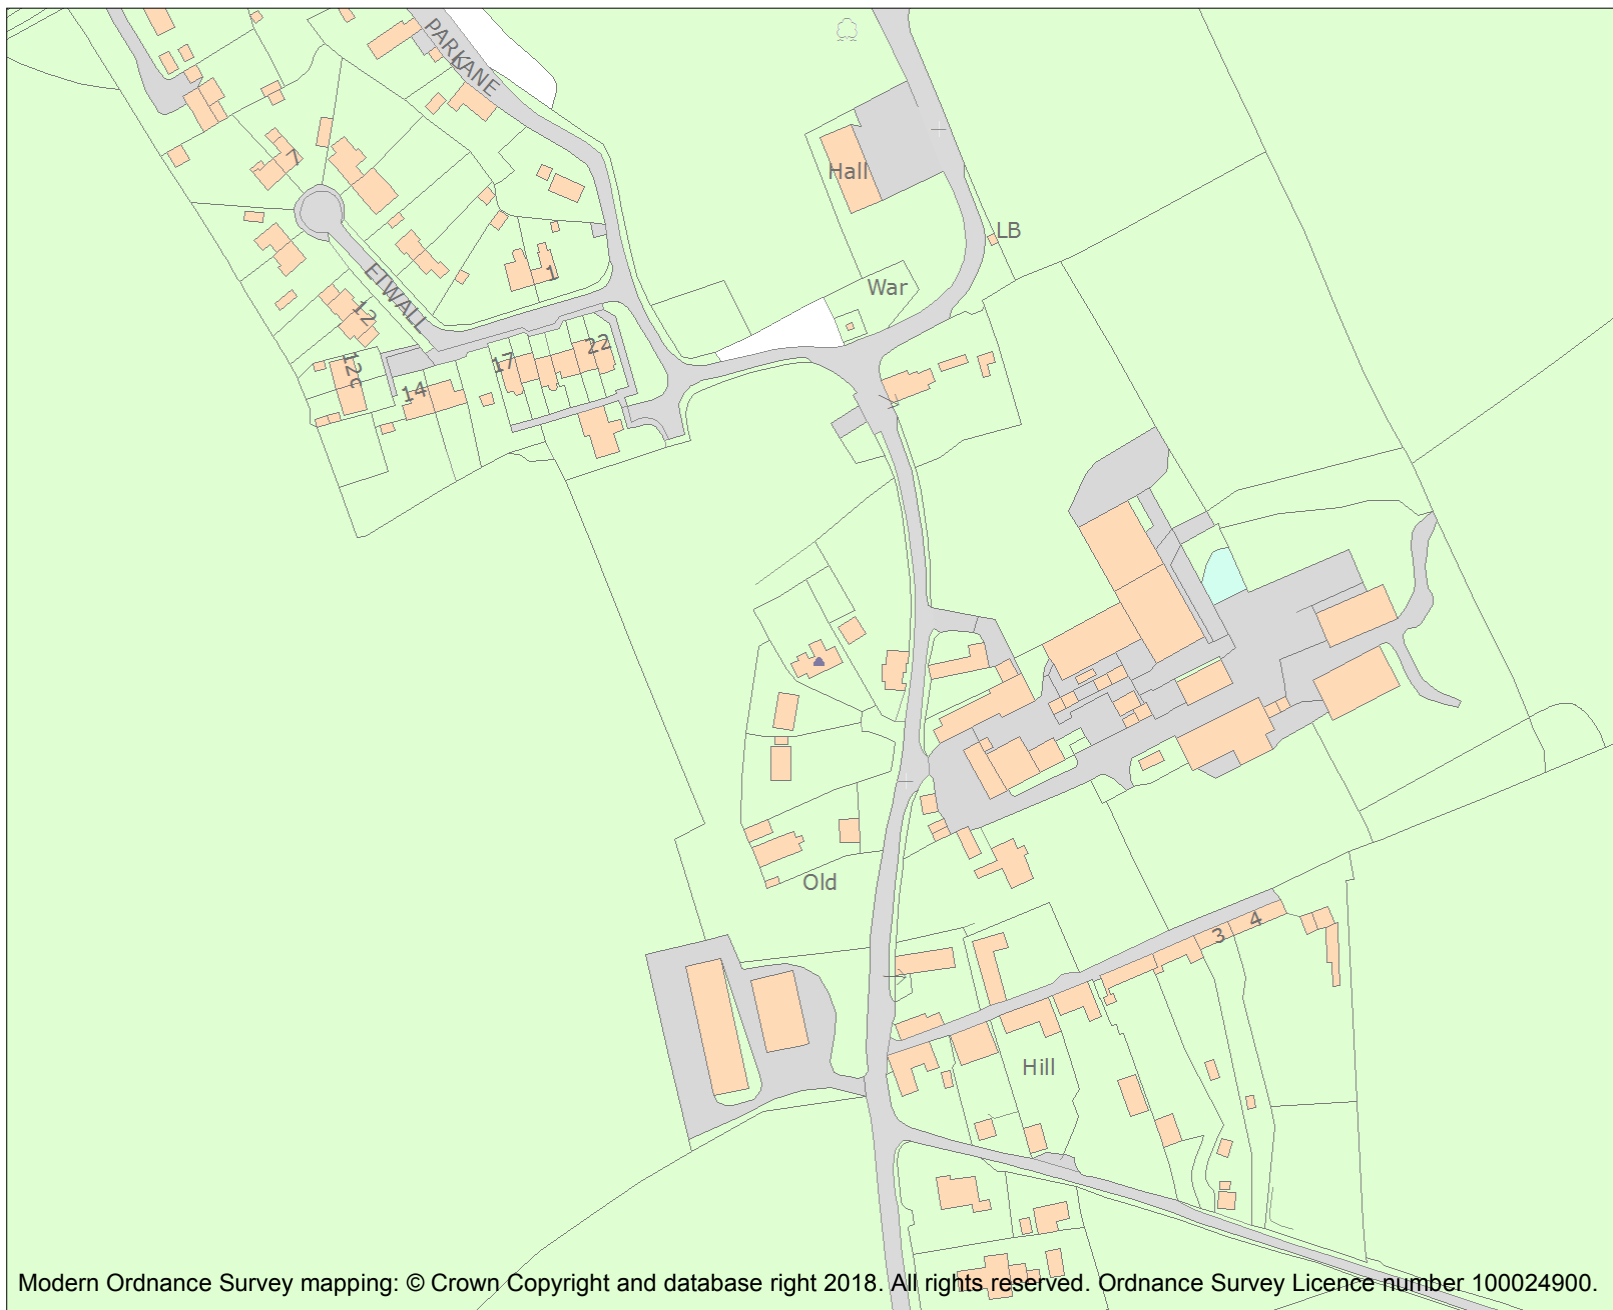 PARKANE
7
Hall
LB
ETWALL
1
War
12
22
17
12c
14
Old
4
3
Hill
Modern Ordnance Survey mapping: © Crown Copyright and database right 2018. All rights reserved. Ordnance Survey Licence number 100024900.